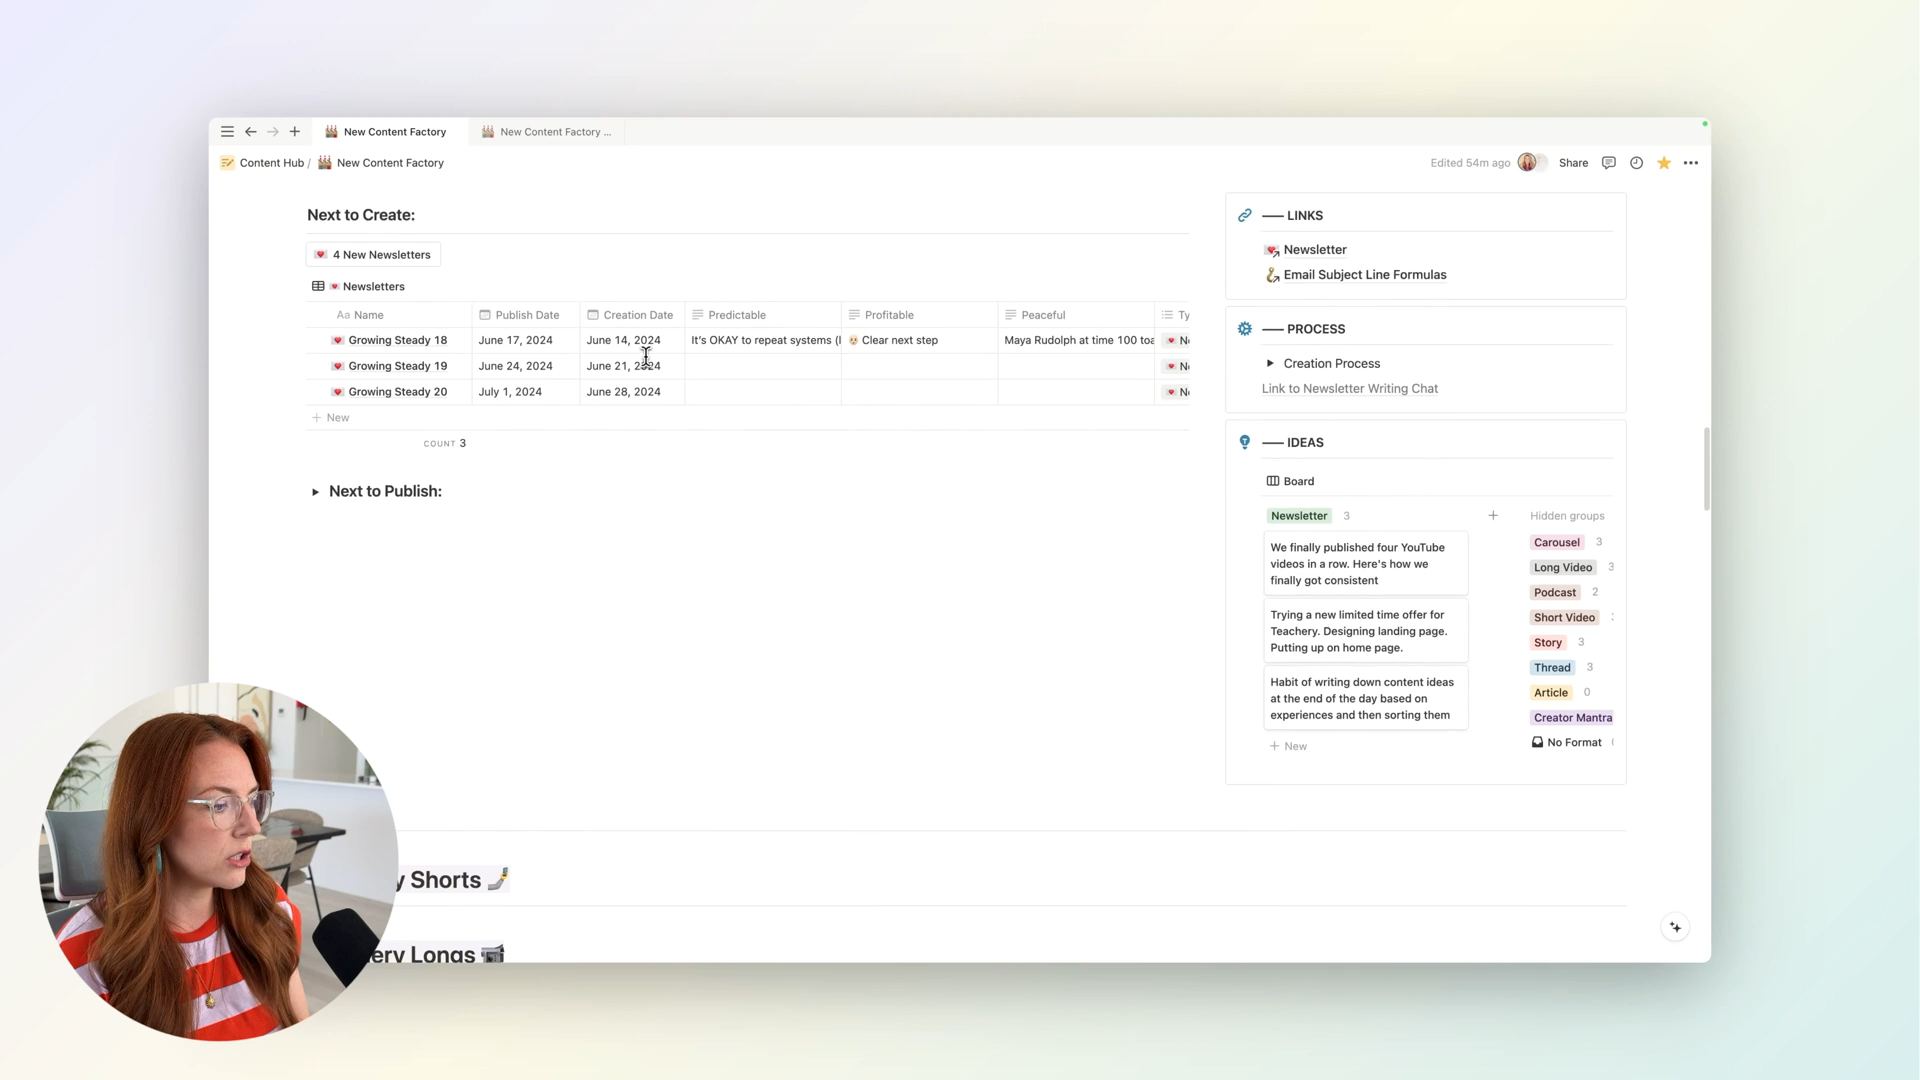 New Content Factory
New Content Factory ...
Content Hub / New Content Factory
Edited 54m ago
Share
Next to Create:
4 New Newsletters
Newsletters
Aa Name
Publish Date
Creation Date
Predictable
Profitable
Peaceful
Ty
Growing Steady 18
June 17, 2024
June 14, 2024
It's OKAY to repeat systems (I
Clear next step
Maya Rudolph at time 100 toa
Ne
Growing Steady 19
June 24, 2024
June 21, 2024
Ne
Growing Steady 20
July 1, 2024
June 28, 2024
Ne
+ New
COUNT 3
Next to Publish:
LINKS
Newsletter
Email Subject Line Formulas
PROCESS
Creation Process
Link to Newsletter Writing Chat
IDEAS
Board
Newsletter 3
We finally published four YouTube
videos in a row. Here's how we
finally got consistent
Trying a new limited time offer for
Teachery. Designing landing page.
Putting up on home page.
Habit of writing down content ideas
at the end of the day based on
experiences and then sorting them
+ New
Hidden groups
Carousel 3
Long Video 3
Podcast 2
Short Video
Story 3
Thread 3
Article 0
Creator Mantra
No Format
y Shorts
ery Longs